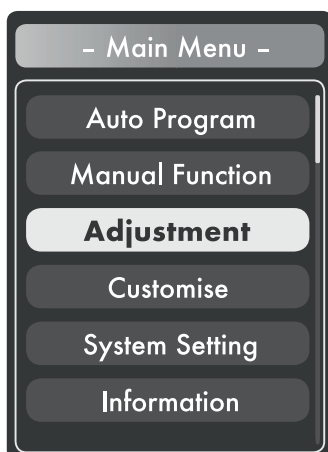 – Main Menu –
Auto Program
Manual Function
Adjustment
Customise
System Setting
Information